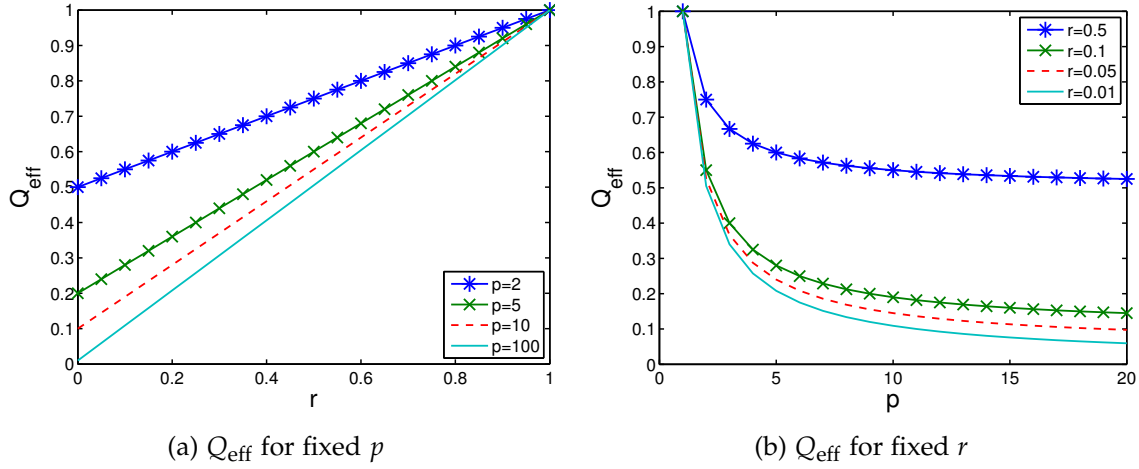 1
0.9
0.8
0.7
0.6
0.5
0.4
0.3
0.2
0.1
0
Q_eff
0 0.2 0.4 0.6 0.8 1
r
p=2
p=5
p=10
p=100
(a) Q_eff for fixed p
1
0.9
0.8
0.7
0.6
0.5
0.4
0.3
0.2
0.1
0
Q_eff
0 5 10 15 20
p
r=0.5
r=0.1
r=0.05
r=0.01
(b) Q_eff for fixed r